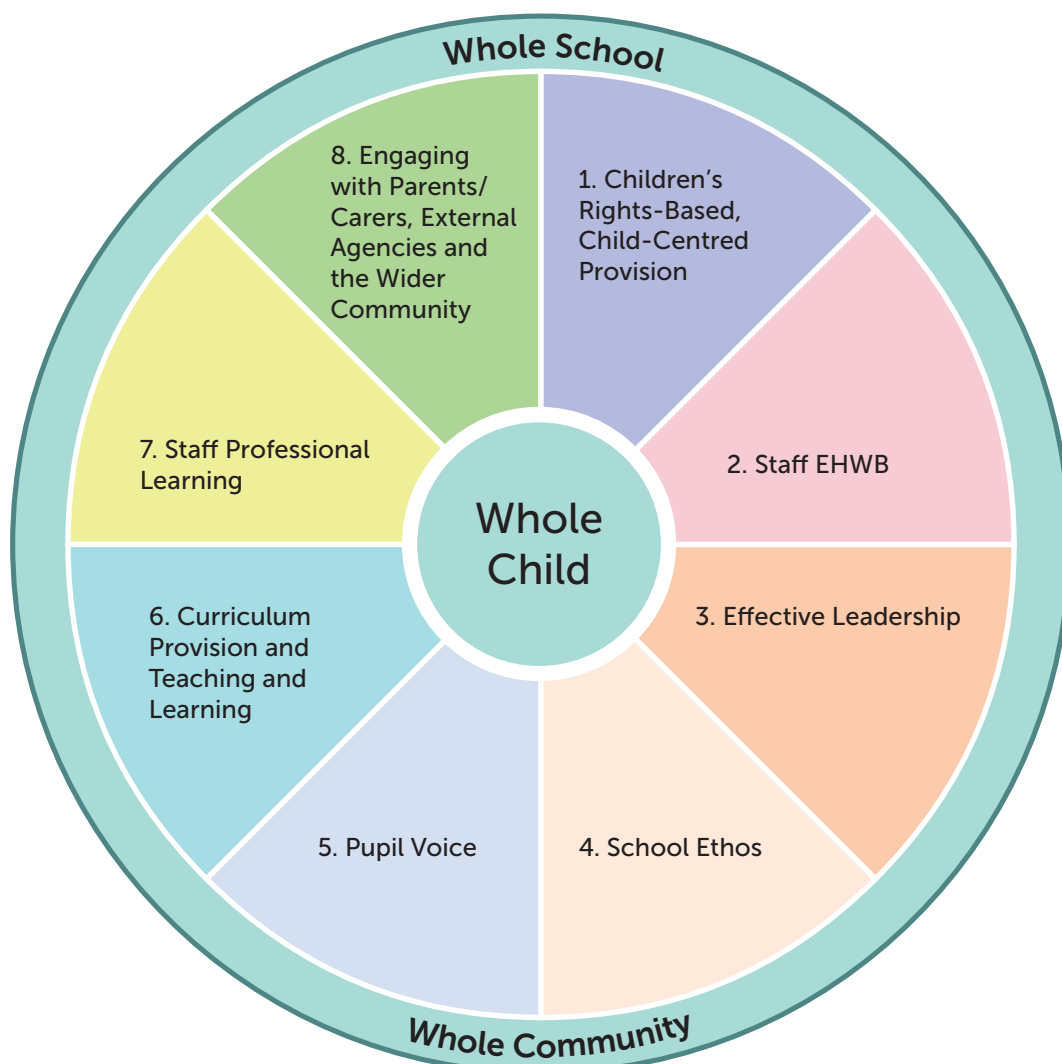 Whole School
1. Children’s
Rights-Based,
Child-Centred
Provision
2. Staff EHWB
3. Effective Leadership
4. School Ethos
5. Pupil Voice
6. Curriculum
Provision and
Teaching and
Learning
7. Staff Professional
Learning
8. Engaging
with Parents/
Carers, External
Agencies and
the Wider
Community
Whole
Child
Whole Community